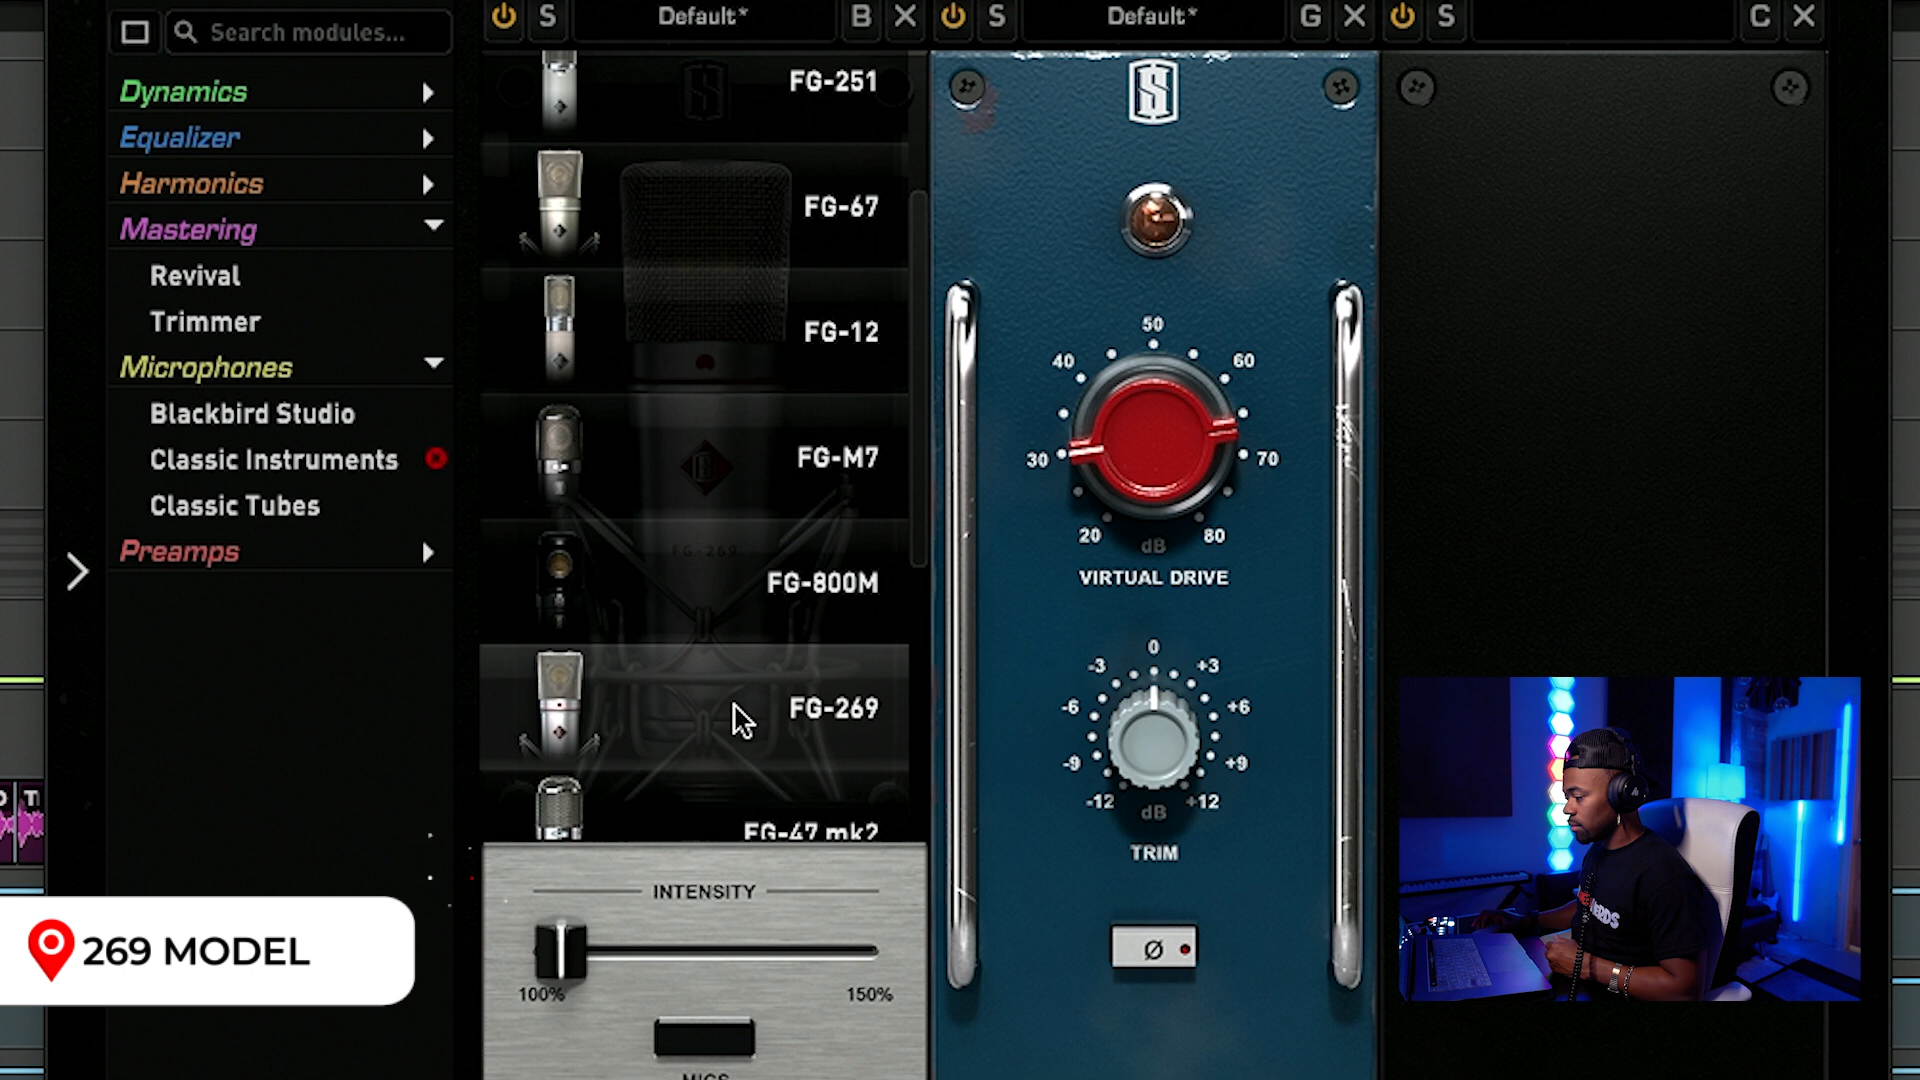 Search modules...
S
Default*
B
S
Default*
G
S
C
Dynamics
Equalizer
Harmonics
Mastering
Revival
Trimmer
Microphones
Blackbird Studio
Classic Instruments
Classic Tubes
Preamps
FG-251
FG-67
FG-12
FG-M7
FG-800M
FG-269
FG-269
FG-47 mk2
INTENSITY
100%
150%
MICS
S
50
40
60
30
70
20
80
dB
VIRTUAL DRIVE
0
-3
+3
-6
+6
-9
+9
-12
+12
dB
TRIM
Ø
269 MODEL
T